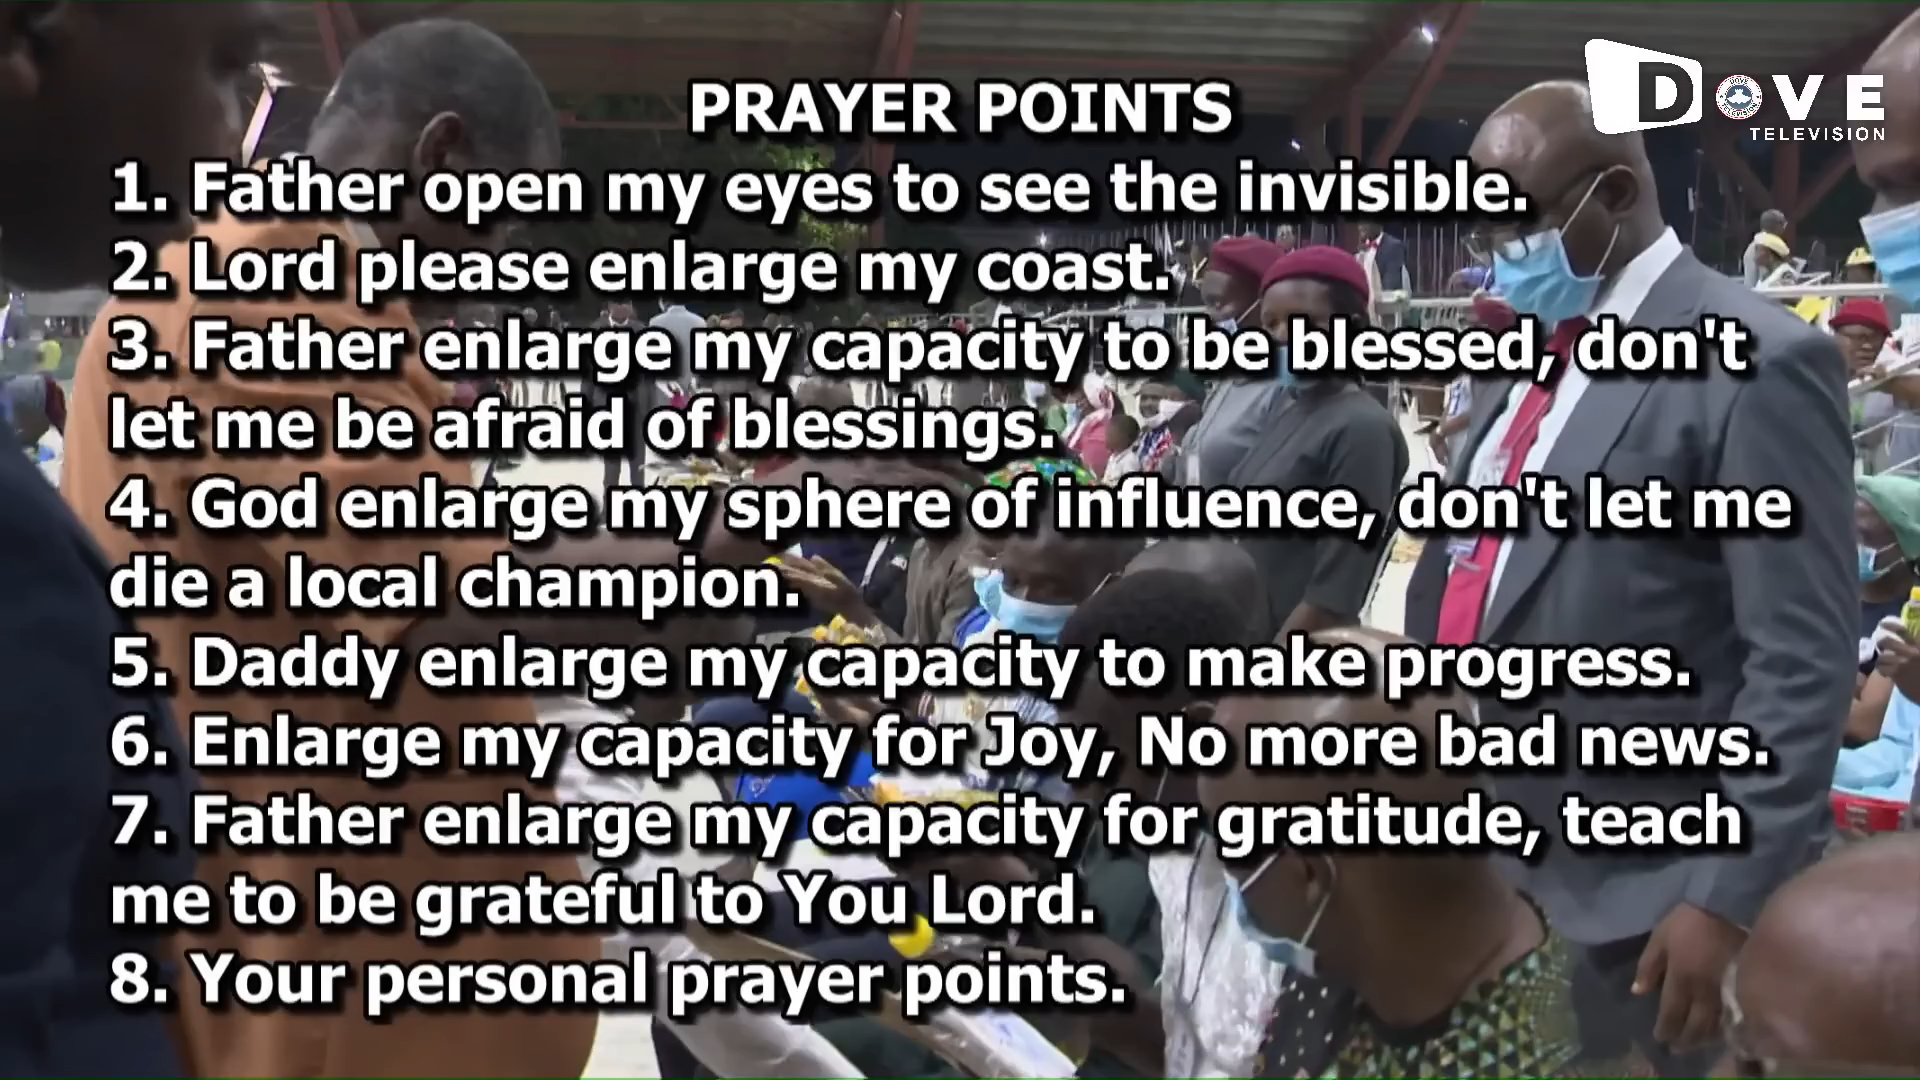 DOVE
TELEVISION
PRAYER POINTS
1. Father open my eyes to see the invisible.
2. Lord please enlarge my coast.
3. Father enlarge my capacity to be blessed, don't
let me be afraid of blessings.
4. God enlarge my sphere of influence, don't let me
die a local champion.
5. Daddy enlarge my capacity to make progress.
6. Enlarge my capacity for Joy, No more bad news.
7. Father enlarge my capacity for gratitude, teach
me to be grateful to You Lord.
8. Your personal prayer points.